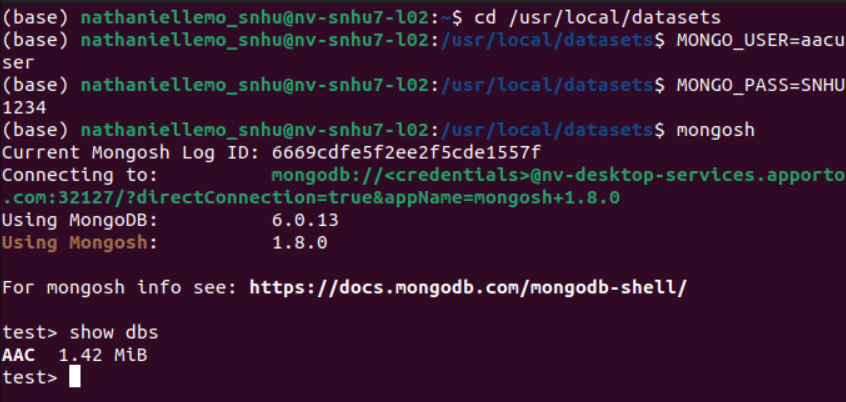 (base) nathaniellemo_snhu@nv-snhu7-l02:~$ cd /usr/local/datasets
(base) nathaniellemo_snhu@nv-snhu7-l02:/usr/local/datasets$ MONGO_USER=aacu
ser
(base) nathaniellemo_snhu@nv-snhu7-l02:/usr/local/datasets$ MONGO_PASS=SNHU
1234
(base) nathaniellemo_snhu@nv-snhu7-l02:/usr/local/datasets$ mongosh
Current Mongosh Log ID: 6669cdfe5f2ee2f5cde1557f
Connecting to:          mongodb://<credentials>@nv-desktop-services.apporto
.com:32127/?directConnection=true&appName=mongosh+1.8.0
Using MongoDB:          6.0.13
Using Mongosh:          1.8.0
For mongosh info see: https://docs.mongodb.com/mongodb-shell/
test> show dbs
AAC  1.42 MiB
test>